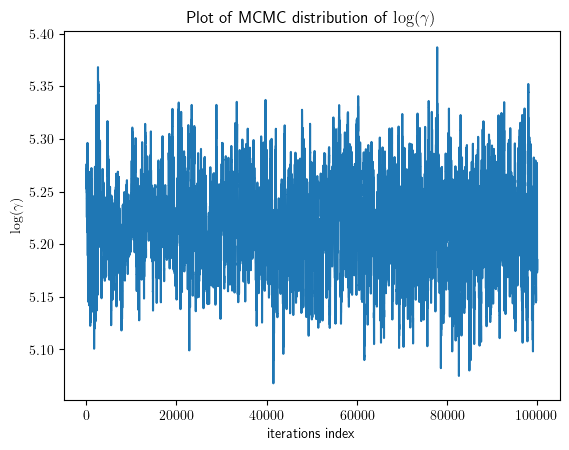 Plot of MCMC distribution of log(γ)
5.40
5.35
5.30
5.25
5.20
5.15
5.10
log(γ)
0 20000 40000 60000 80000 100000
iterations index